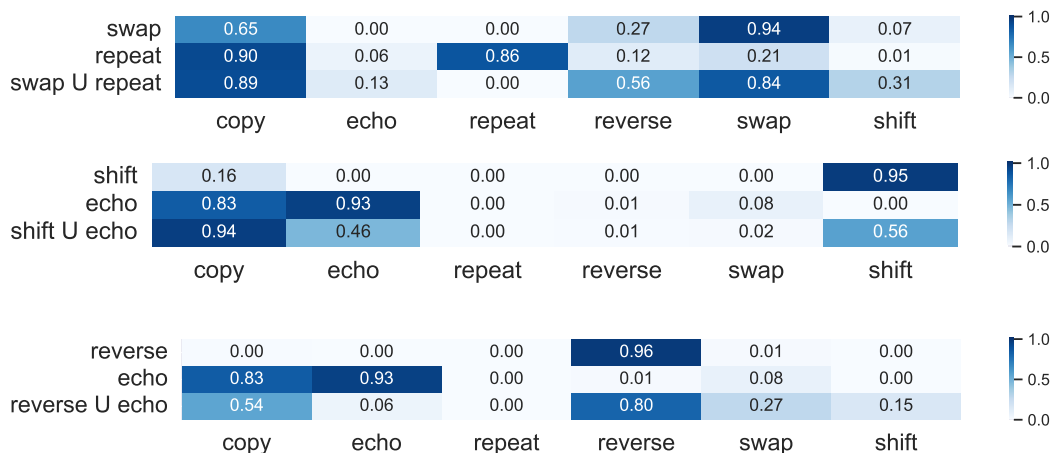 swap 0.65 0.00 0.00 0.27 0.94 0.07 1.0
repeat 0.90 0.06 0.86 0.12 0.21 0.01 0.5
swap U repeat 0.89 0.13 0.00 0.56 0.84 0.31 0.0
copy echo repeat reverse swap shift
shift 0.16 0.00 0.00 0.00 0.00 0.95 1.0
echo 0.83 0.93 0.00 0.01 0.08 0.00 0.5
shift U echo 0.94 0.46 0.00 0.01 0.02 0.56 0.0
copy echo repeat reverse swap shift
reverse 0.00 0.00 0.00 0.96 0.01 0.00 1.0
echo 0.83 0.93 0.00 0.01 0.08 0.00 0.5
reverse U echo 0.54 0.06 0.00 0.80 0.27 0.15 0.0
copy echo repeat reverse swap shift